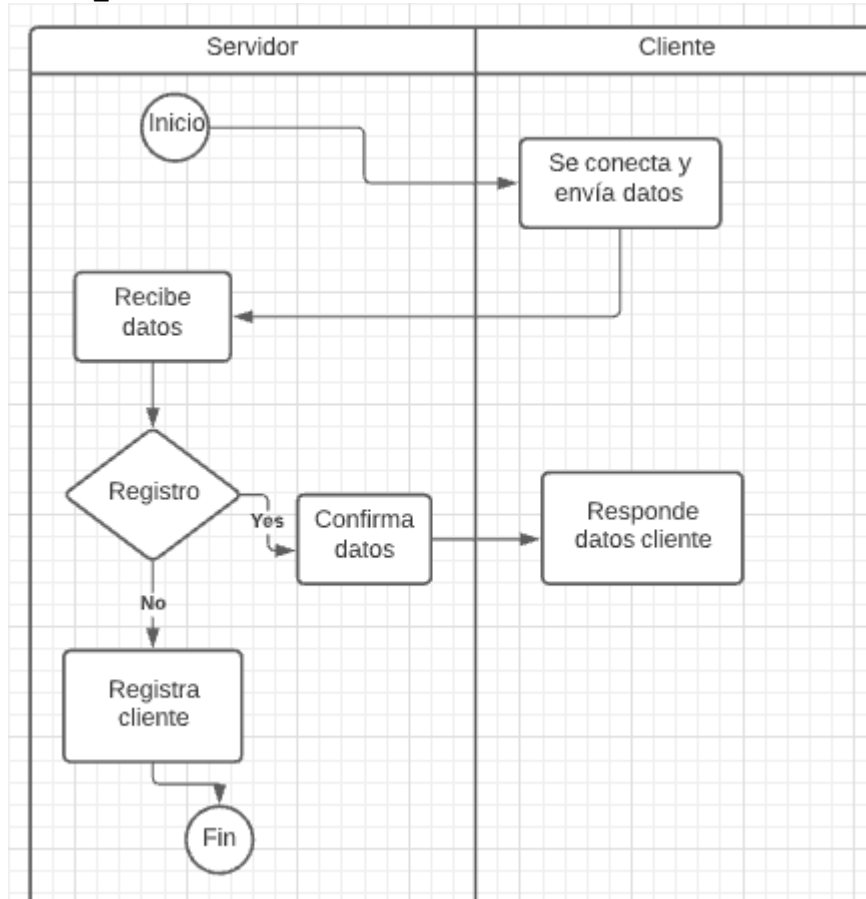 Servidor
Cliente
Inicio
Se conecta y
envía datos
Recibe
datos
Registro
Yes
Confirma
datos
Responde
datos cliente
No
Registra
cliente
Fin